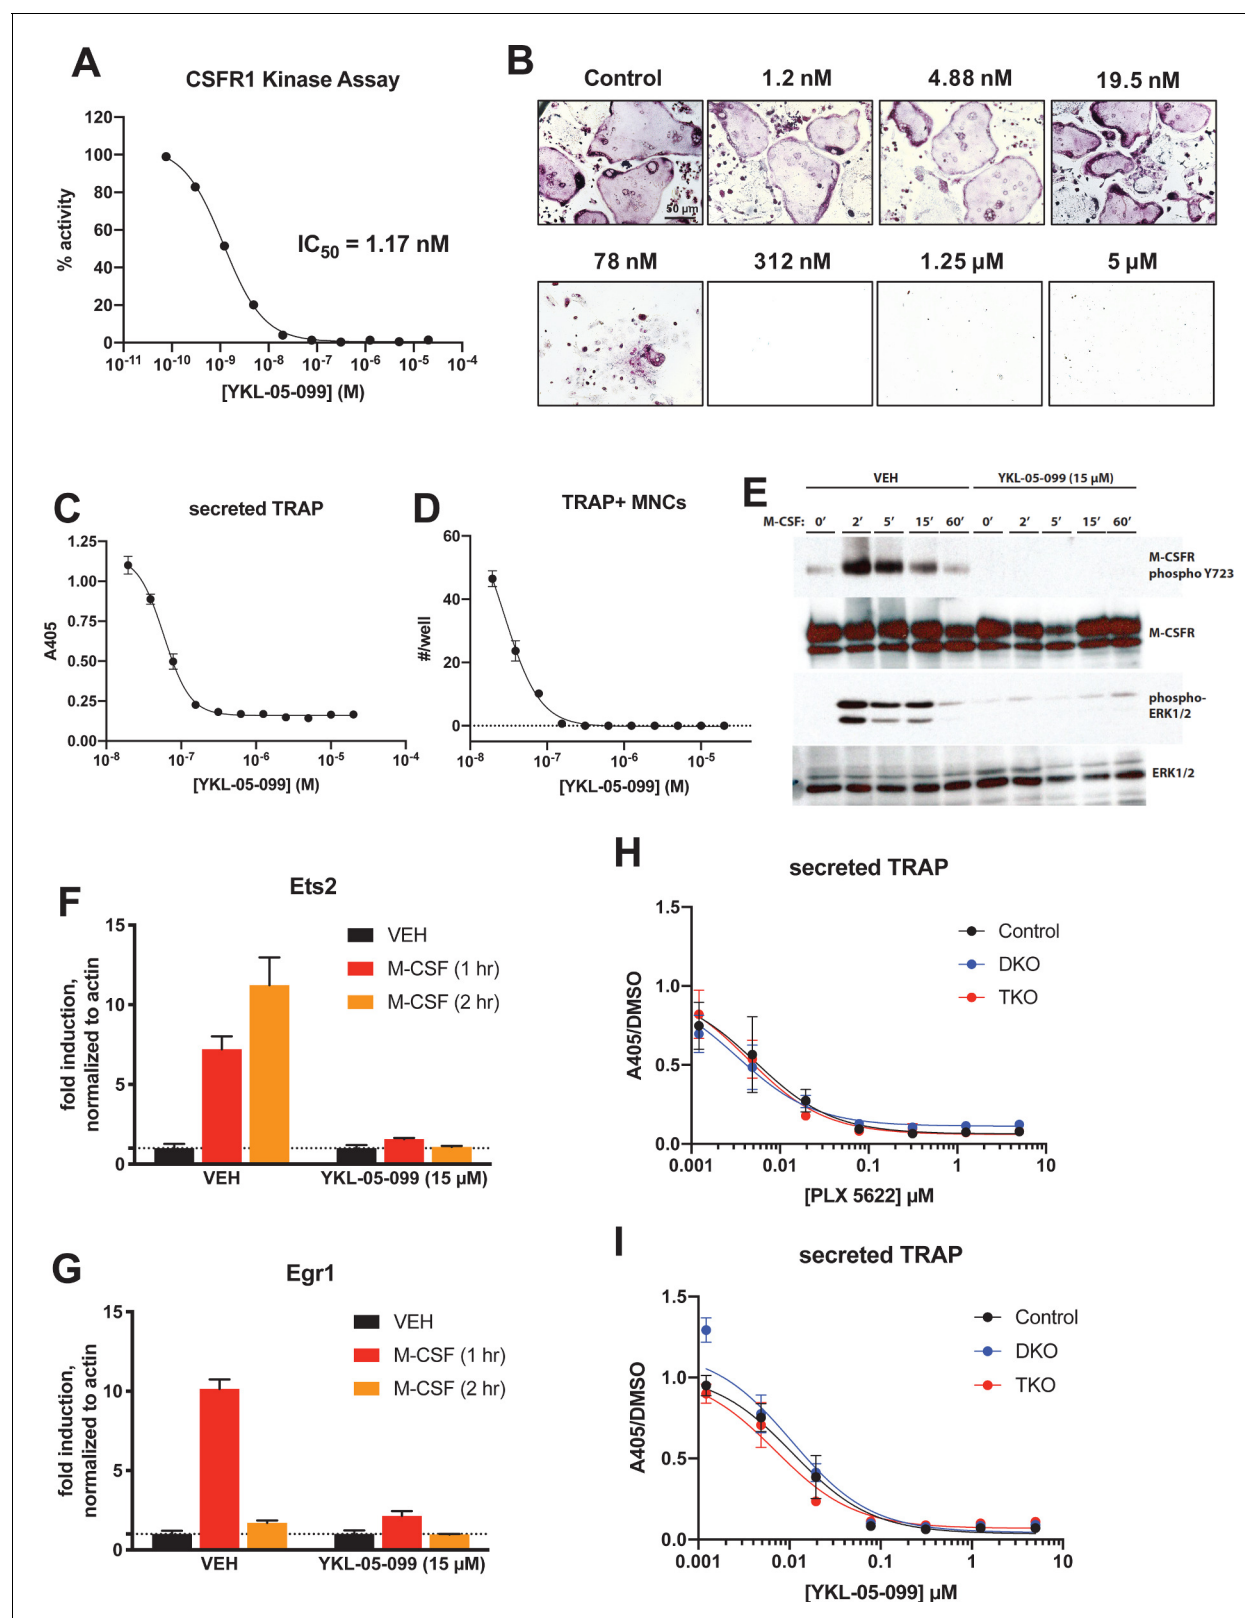 A
CSFR1 Kinase Assay
120
100
80
60
40
20
0
% activity
IC50 = 1.17 nM
10-11 10-10 10-9 10-8 10-7 10-6 10-5 10-4
[YKL-05-099] (M)
B
Control 1.2 nM 4.88 nM 19.5 nM
50 µm
78 nM 312 nM 1.25 µM 5 µM
C
secreted TRAP
1.25
1.00
0.75
0.50
0.25
0.00
A405
10-8 10-7 10-6 10-5 10-4
[YKL-05-099] (M)
D
TRAP+ MNCs
60
40
20
0
#/well
10-8 10-7 10-6 10-5
[YKL-05-099] (M)
E
VEH YKL-05-099 (15 µM)
M-CSF: 0′ 2′ 5′ 15′ 60′ 0′ 2′ 5′ 15′ 60′
M-CSFR
phospho Y723
M-CSFR
phospho-
ERK1/2
ERK1/2
F
Ets2
15
10
5
0
fold induction,
normalized to actin
VEH
M-CSF (1 hr)
M-CSF (2 hr)
VEH YKL-05-099 (15 µM)
G
Egr1
15
10
5
0
fold induction,
normalized to actin
VEH
M-CSF (1 hr)
M-CSF (2 hr)
VEH YKL-05-099 (15 µM)
H
secreted TRAP
1.5
1.0
0.5
0.0
A405/DMSO
Control
DKO
TKO
0.001 0.01 0.1 1 10
[PLX 5622] µM
I
secreted TRAP
1.5
1.0
0.5
0.0
A405/DMSO
Control
DKO
TKO
0.001 0.01 0.1 1 10
[YKL-05-099] µM